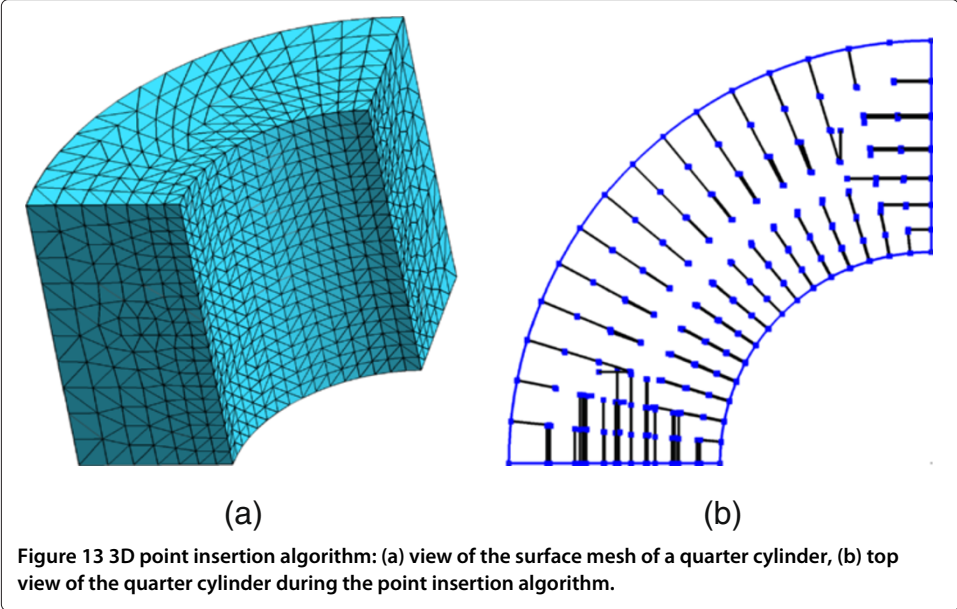 (a)
(b)
Figure 13 3D point insertion algorithm: (a) view of the surface mesh of a quarter cylinder, (b) top
view of the quarter cylinder during the point insertion algorithm.